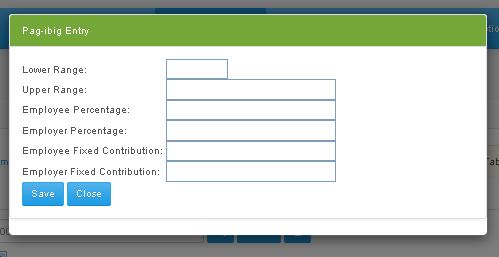 Pag-ibig Entry
Lower Range:
Upper Range:
Employee Percentage:
Employer Percentage:
Employee Fixed Contribution:
Employer Fixed Contribution:
Save Close